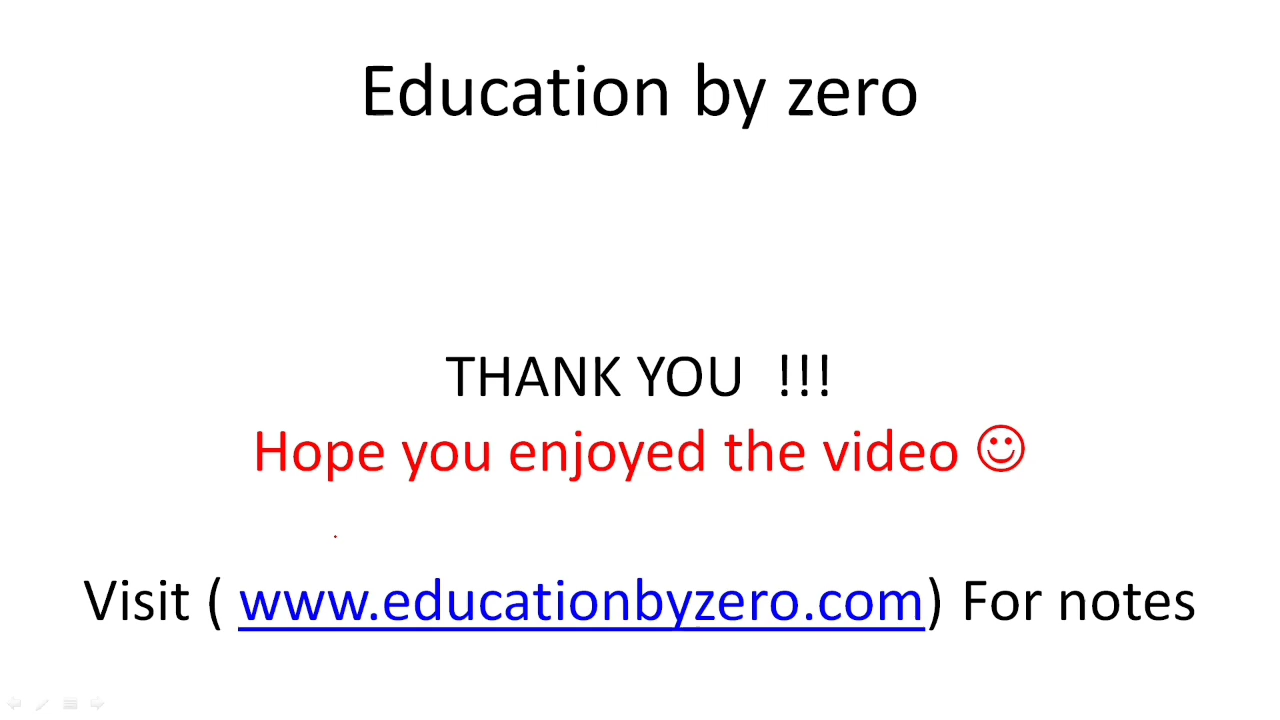 Education by zero
THANK YOU !!!
Hope you enjoyed the video ☺
Visit ( www.educationbyzero.com) For notes